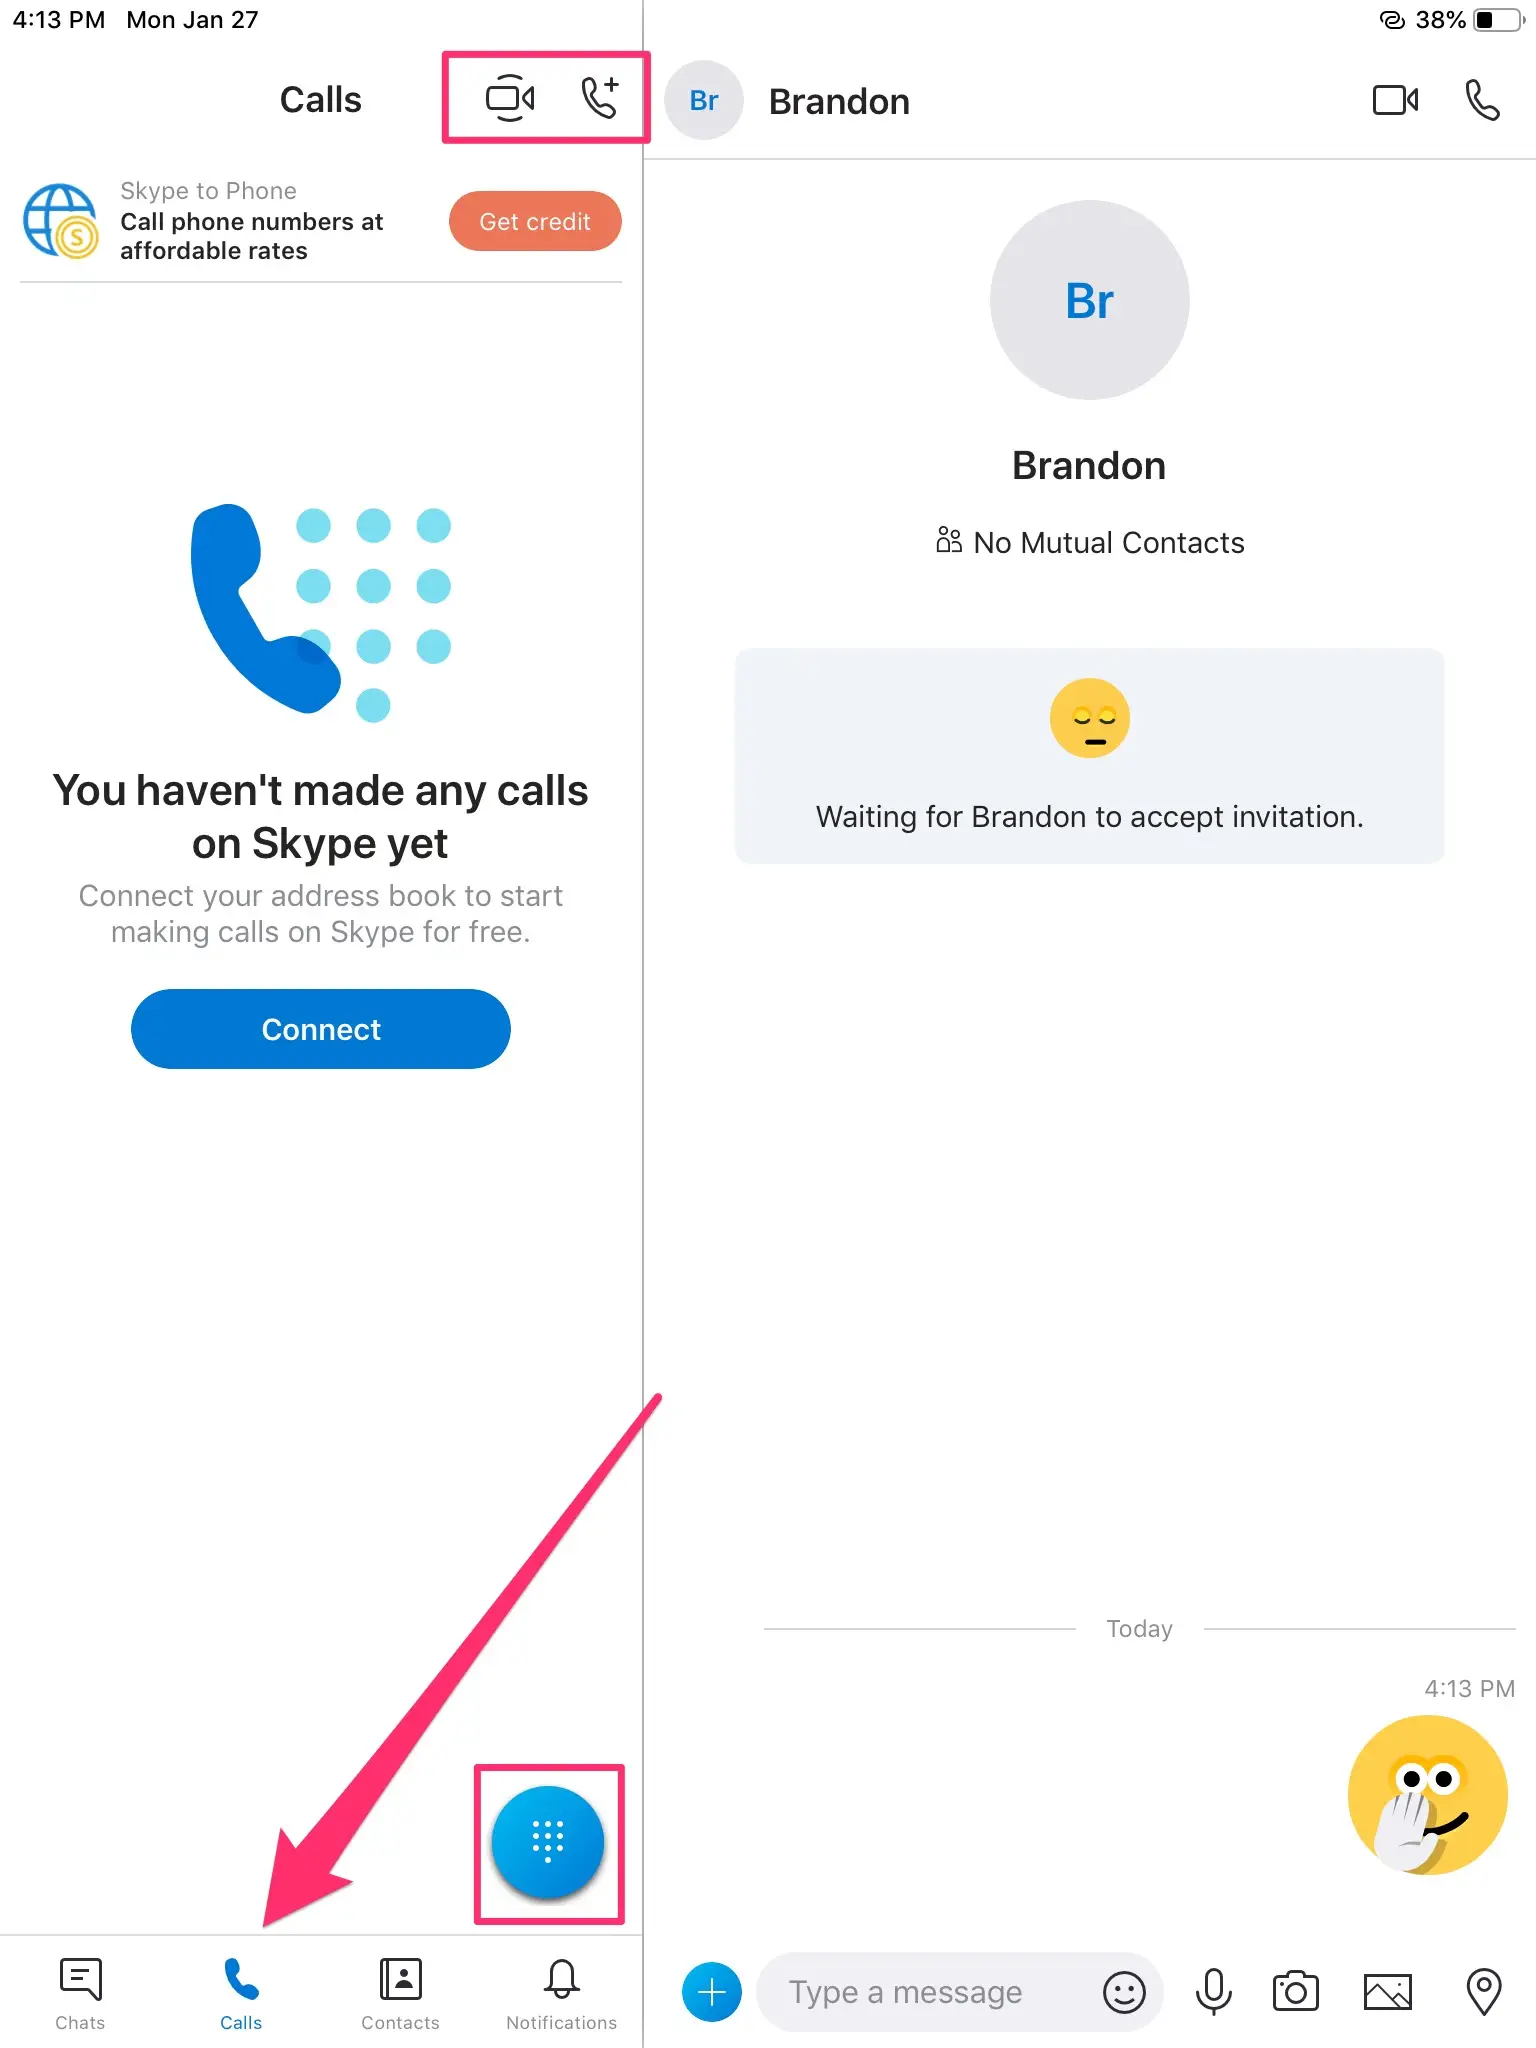 4:13 PM Mon Jan 27
38%
Calls
Skype to Phone
Call phone numbers at
affordable rates
Get credit
S
You haven't made any calls
on Skype yet
Connect your address book to start
making calls on Skype for free.
Connect
Chats
Calls
Contacts
Notifications
Br
Brandon
Br
Brandon
No Mutual Contacts
Waiting for Brandon to accept invitation.
Today
4:13 PM
Type a message